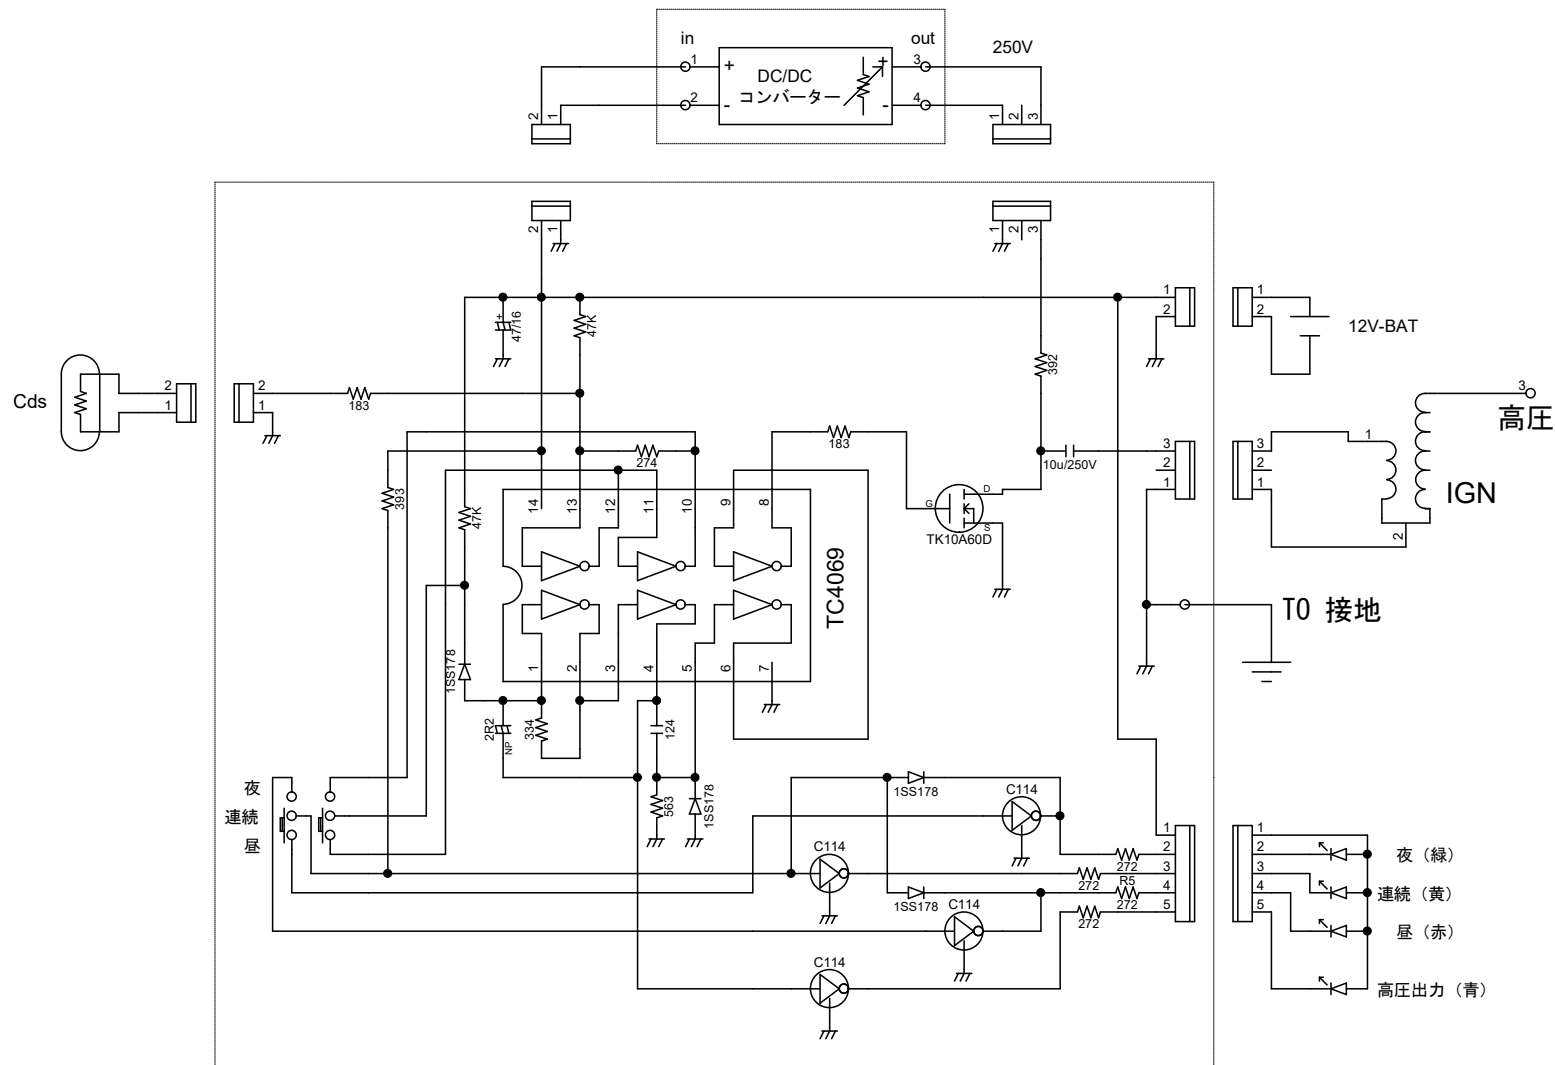 in
out
250V
1
+
DC/DC
+
3
2
-
コンバーター
-
4
2
1
1
2
3
2
1
1
2
3
+
47/16
47K
392
1
2
1
2
12V-BAT
Cds
2
1
2
1
183
3
高圧
183
274
10u/250V
3
2
1
3
2
1
1
2
IGN
393
47K
14
13
12
11
10
9
8
G
D
S
TK10A60D
TC4069
1SS178
1
2
3
4
5
6
7
TO 接地
2R2
NP
334
124
563
1SS178
夜
連続
昼
1SS178
C114
C114
272
272
R5
272
272
1SS178
C114
C114
1
2
3
4
5
1
2
3
4
5
夜（緑）
連続（黄）
昼（赤）
高圧出力（青）